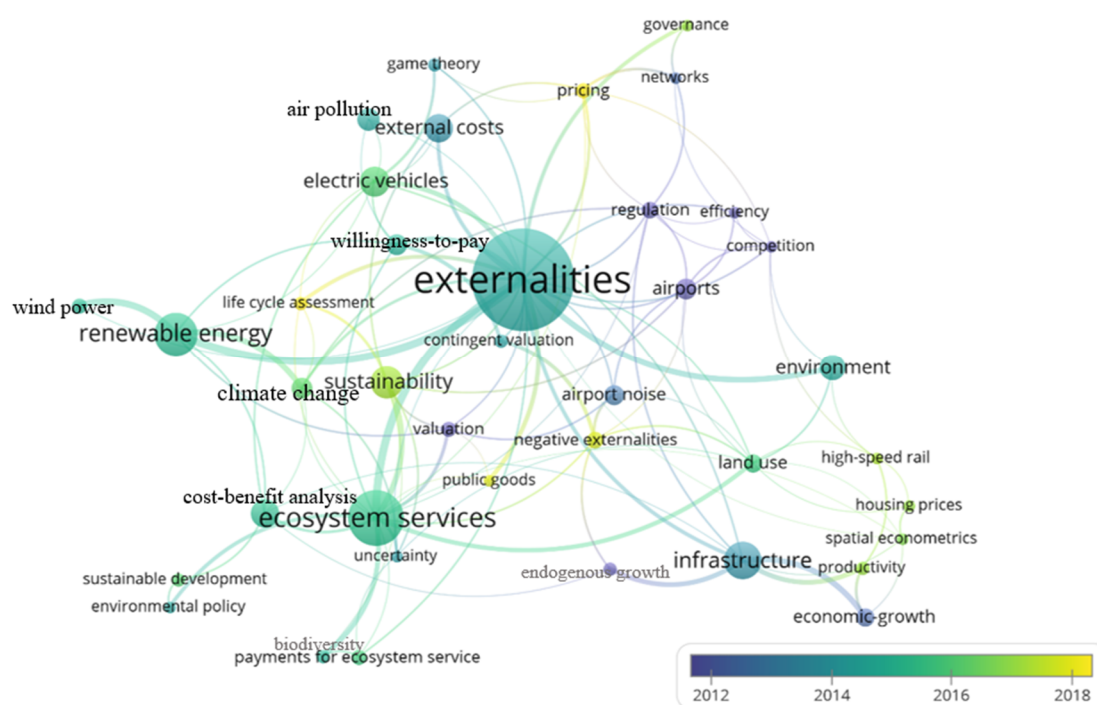 governance
game theory
networks
pricing
air pollution
external costs
electric vehicles
regulation
efficiency
willingness-to-pay
competition
externalities
airports
life cycle assessment
wind power
renewable energy
contingent valuation
environment
sustainability
climate change
airport noise
valuation
negative externalities
public goods
land use
high-speed rail
cost-benefit analysis
ecosystem services
housing prices
spatial econometrics
uncertainty
infrastructure
endogenous growth
productivity
sustainable development
environmental policy
economic-growth
biodiversity
payments for ecosystem service
2012 2014 2016 2018